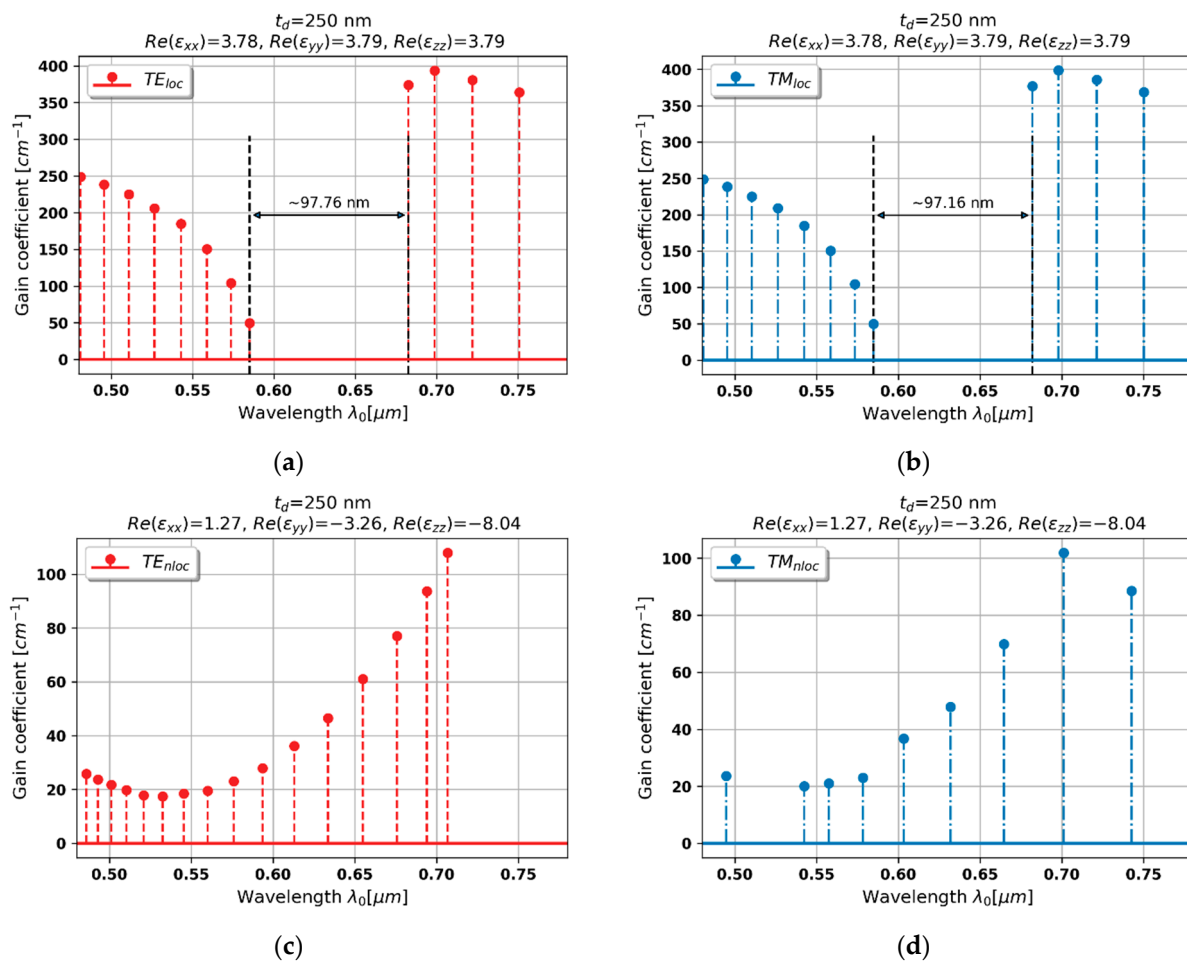 t_d=250 nm
Re(ε_xx)=3.78, Re(ε_yy)=3.79, Re(ε_zz)=3.79
TE_loc
400
350
300
250
200
150
100
50
0
~97.76 nm
Gain coefficient [cm⁻¹]
0.50 0.55 0.60 0.65 0.70 0.75
Wavelength λ₀[μm]
(a)
t_d=250 nm
Re(ε_xx)=3.78, Re(ε_yy)=3.79, Re(ε_zz)=3.79
TM_loc
400
350
300
250
200
150
100
50
0
~97.16 nm
Gain coefficient [cm⁻¹]
0.50 0.55 0.60 0.65 0.70 0.75
Wavelength λ₀[μm]
(b)
t_d=250 nm
Re(ε_xx)=1.27, Re(ε_yy)=−3.26, Re(ε_zz)=−8.04
TE_nloc
100
80
60
40
20
0
Gain coefficient [cm⁻¹]
0.50 0.55 0.60 0.65 0.70 0.75
Wavelength λ₀[μm]
(c)
t_d=250 nm
Re(ε_xx)=1.27, Re(ε_yy)=−3.26, Re(ε_zz)=−8.04
TM_nloc
100
80
60
40
20
0
Gain coefficient [cm⁻¹]
0.50 0.55 0.60 0.65 0.70 0.75
Wavelength λ₀[μm]
(d)